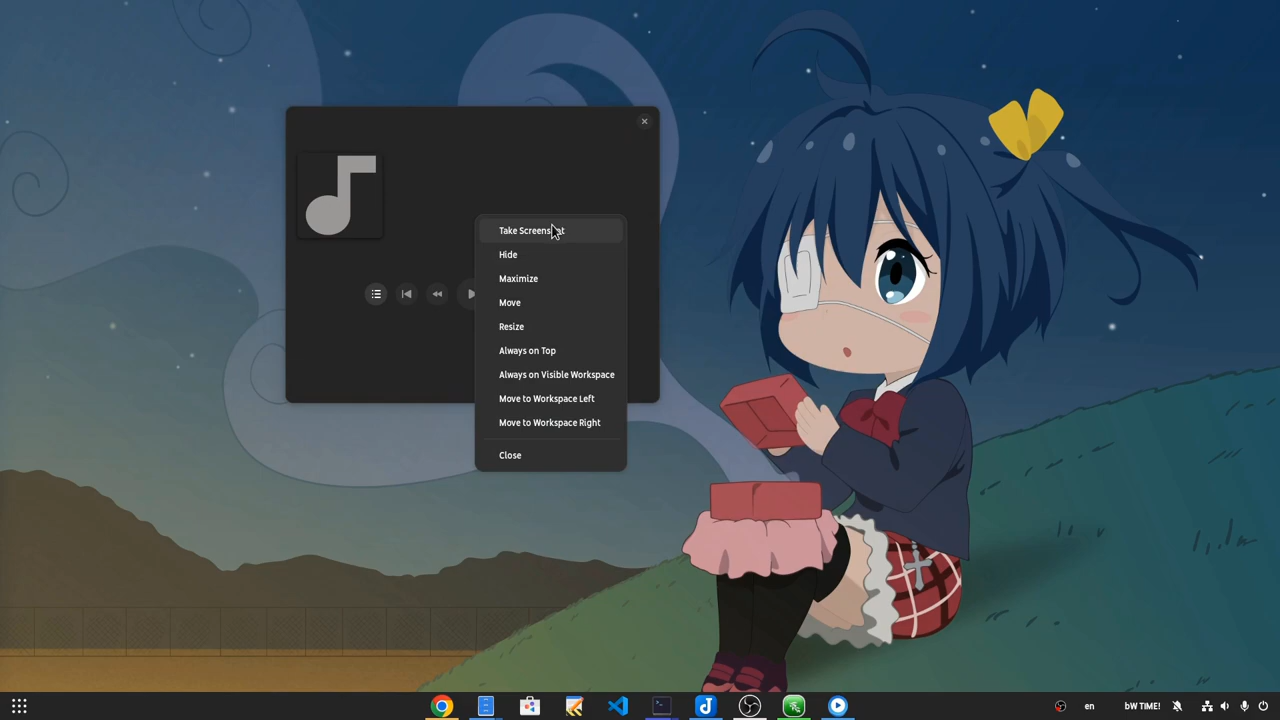 Take Screenshot
Hide
Maximize
Move
Resize
Always on Top
Always on Visible Workspace
Move to Workspace Left
Move to Workspace Right
Close
en
bW TIME!